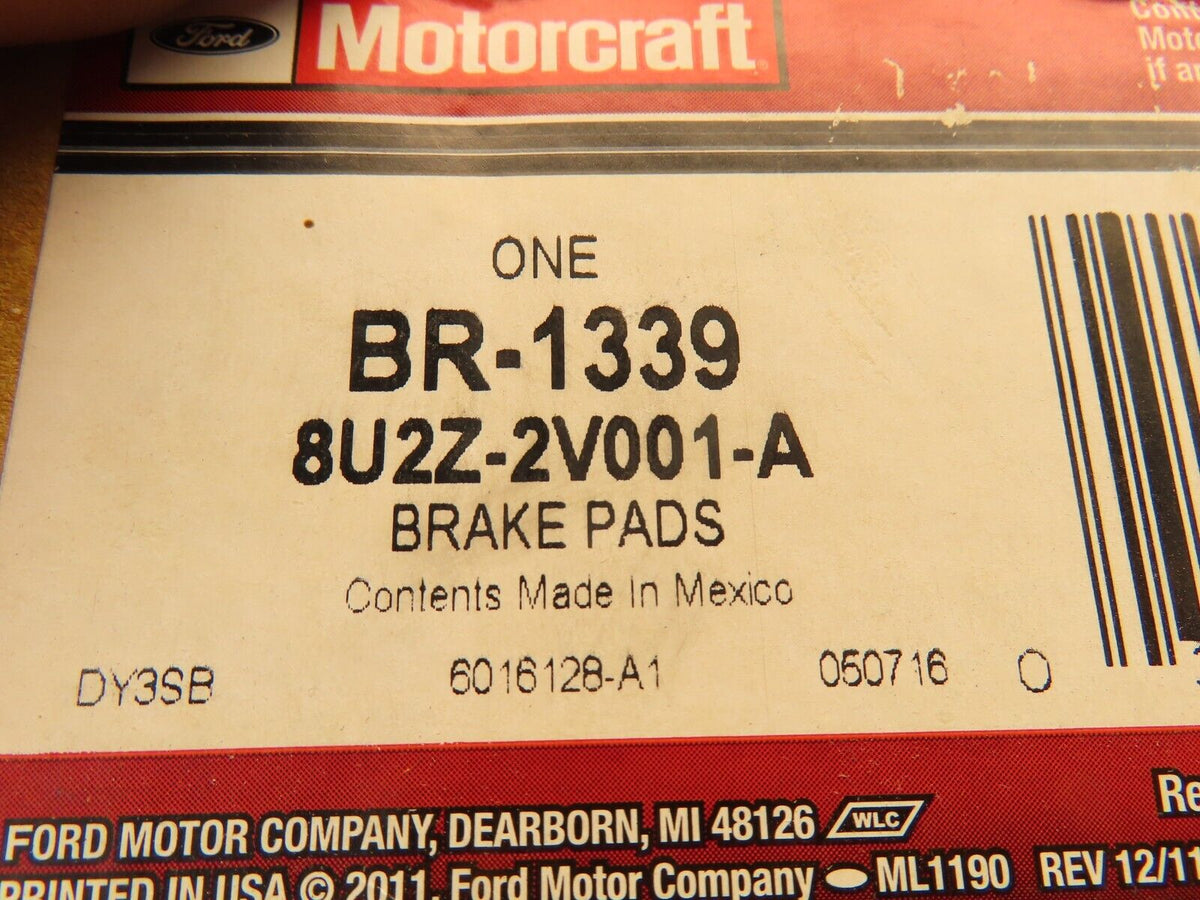 Ford Motorcraft
ONE
BR-1339
8U2Z-2V001-A
BRAKE PADS
Contents Made In Mexico
DY3SB 6016128-A1 050716 O
FORD MOTOR COMPANY, DEARBORN, MI 48126 WLC
PRINTED IN USA © 2011, Ford Motor Company ML1190 REV 12/11